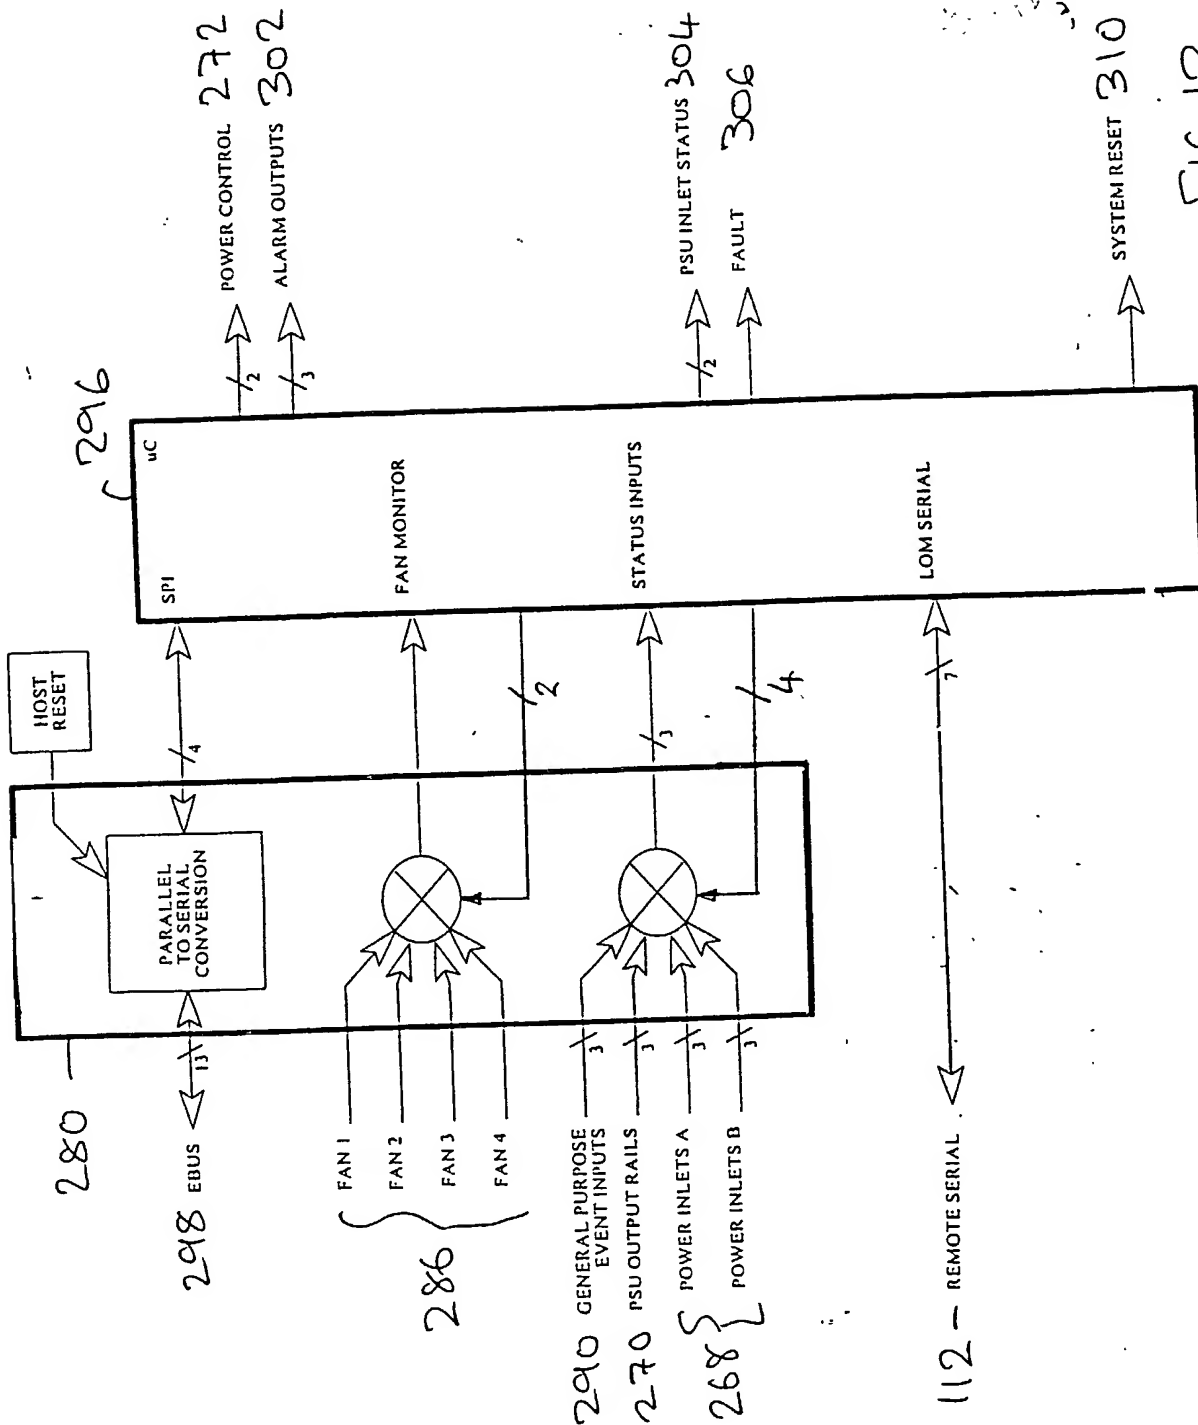 280
298 EBUS
13
PARALLEL
TO SERIAL
CONVERSION
HOST
RESET
4
296
SPI
uC
2
POWER CONTROL 272
3
ALARM OUTPUTS 302
286
FAN 1
FAN 2
FAN 3
FAN 4
FAN MONITOR
2
290 GENERAL PURPOSE
EVENT INPUTS
3
270 PSU OUTPUT RAILS
3
268
POWER INLETS A
3
POWER INLETS B
3
3
STATUS INPUTS
4
2
PSU INLET STATUS 304
FAULT 306
112 - REMOTE SERIAL
7
LOM SERIAL
SYSTEM RESET 310